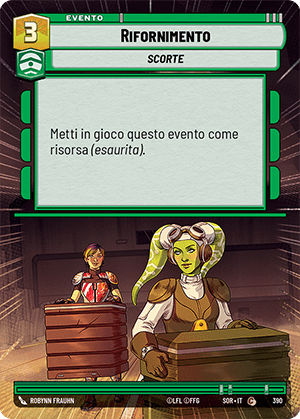 EVENTO
3
RIFORNIMENTO
SCORTE
Metti in gioco questo evento come
risorsa (esaurita).
ROBYNN FRAUHN
©LFL ©FFG
SOR • IT
C
390